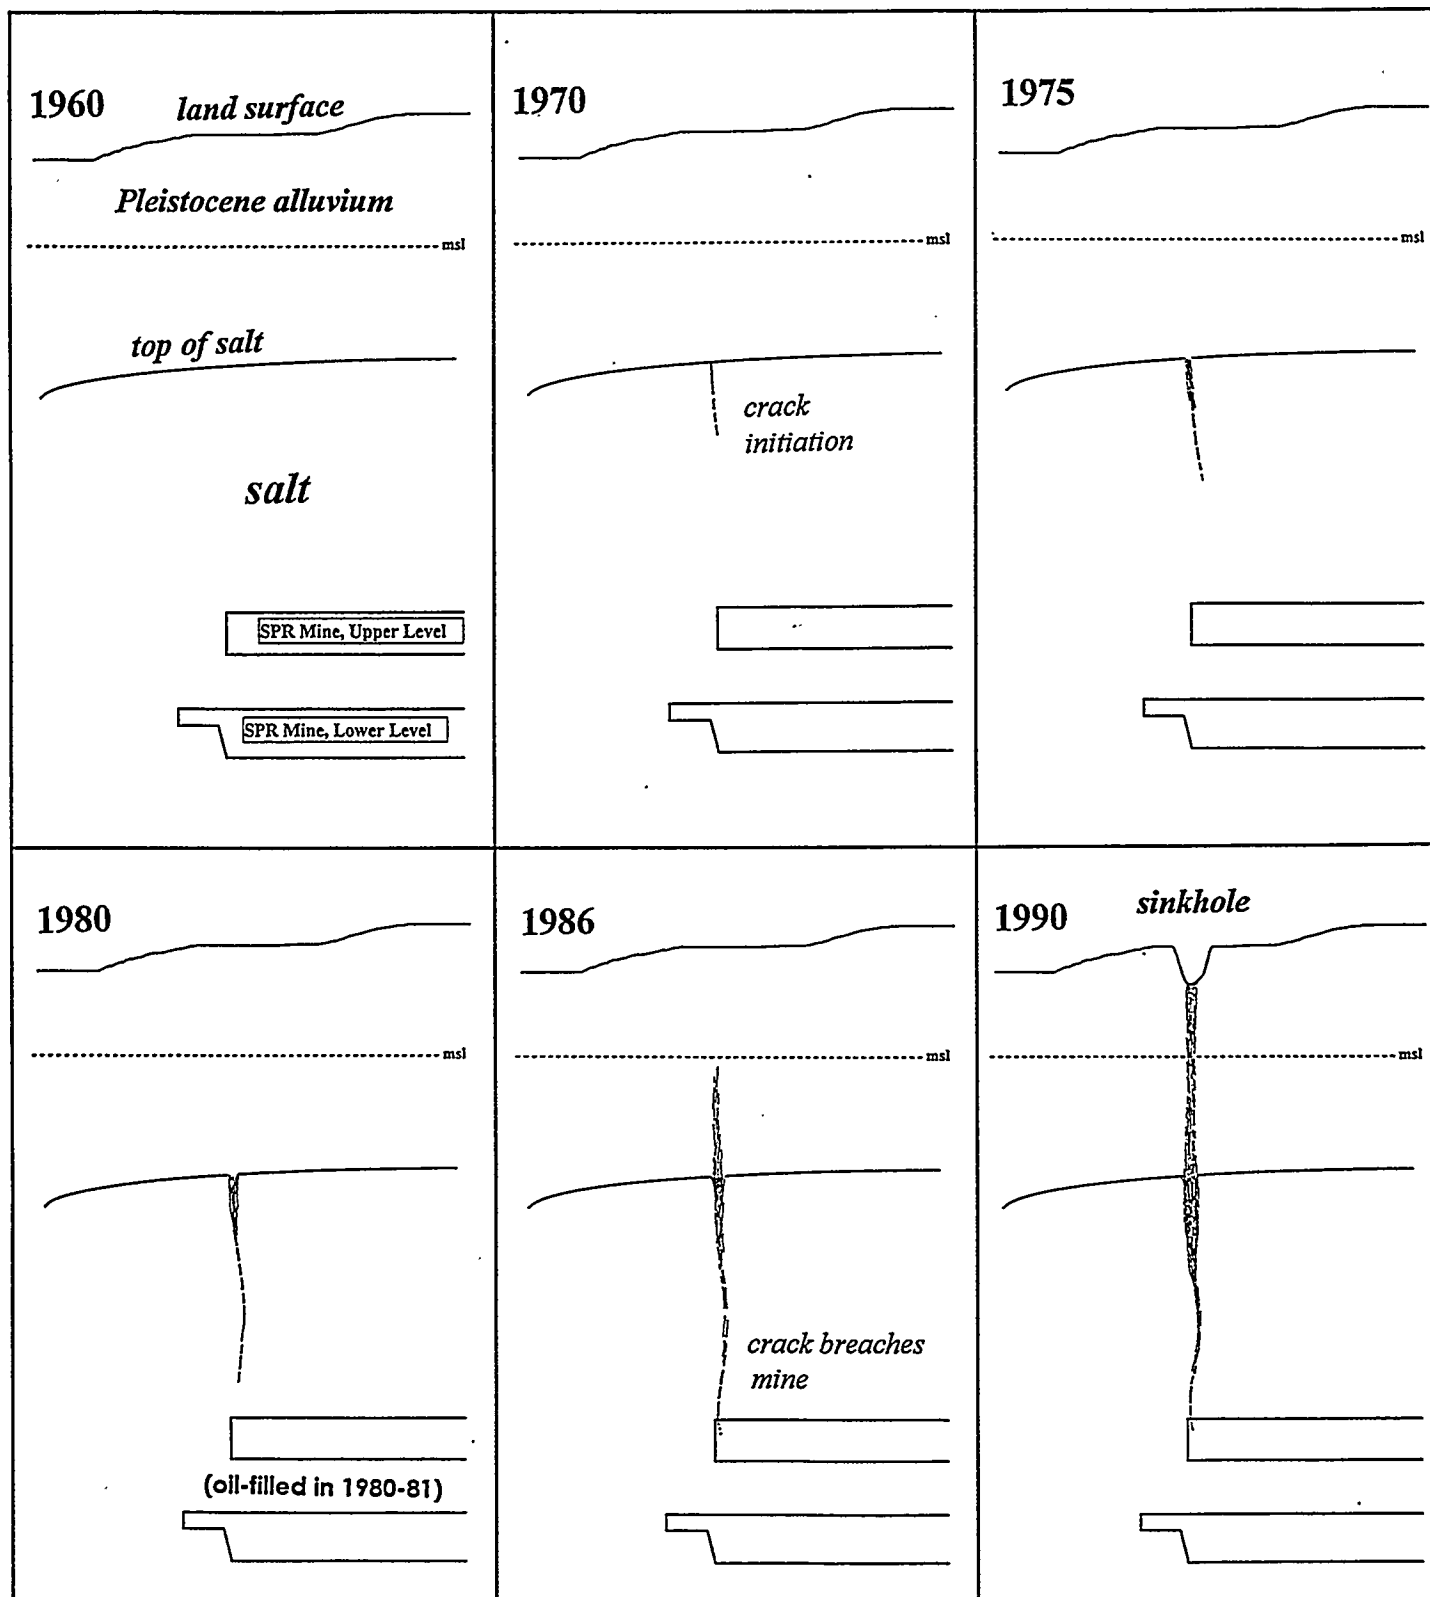 1960
land surface
Pleistocene alluvium
msl
top of salt
salt
SPR Mine, Upper Level
SPR Mine, Lower Level
1970
msl
crack
initiation
1975
msl
1980
msl
(oil-filled in 1980-81)
1986
msl
crack breaches
mine
1990
sinkhole
msl